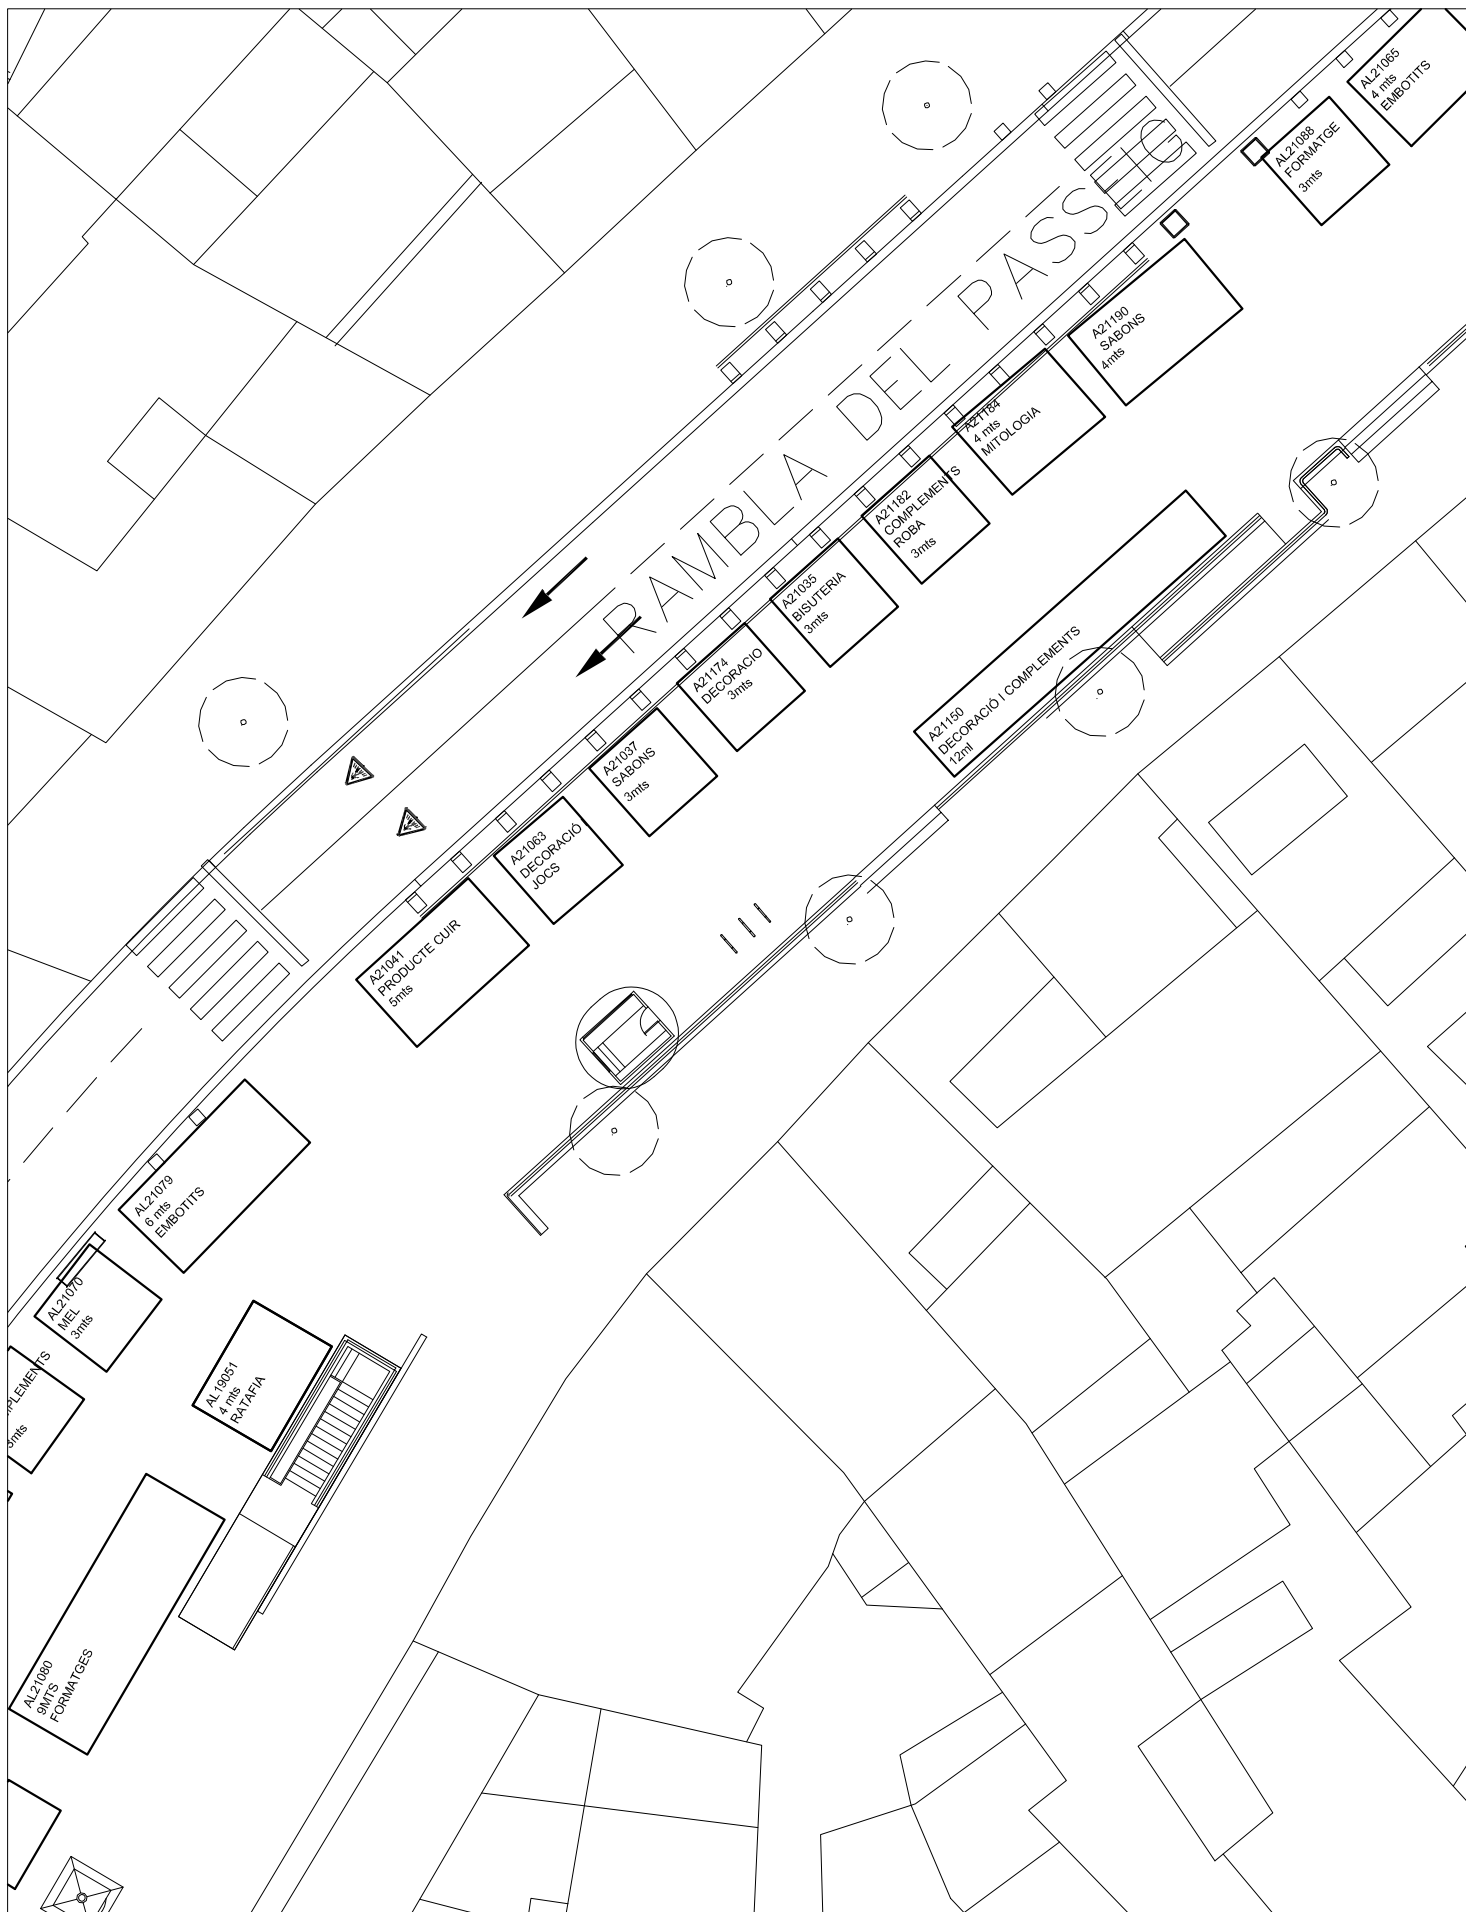 AL21065
4 mts
EMBOTITS
AL21088
FORMATGE
3mts
RAMBLA DEL PASSEIG
A21190
SABONS
4mts
A21184
4 mts
MITOLOGIA
A21182
COMPLEMENTS
ROBA
3mts
A21035
BISUTERIA
3mts
A21174
DECORACIO
3mts
A21150
DECORACIÓ I COMPLEMENTS
12ml
A21037
SABONS
3mts
A21063
DECORACIÓ
JOCS
A21041
PRODUCTE CUIR
5mts
AL21079
6 mts
EMBOTITS
AL21070
MEL
3mts
AL19051
4 mts
RATAFIA
MPLEMENTS
3mts
AL21080
9MTS
FORMATGES